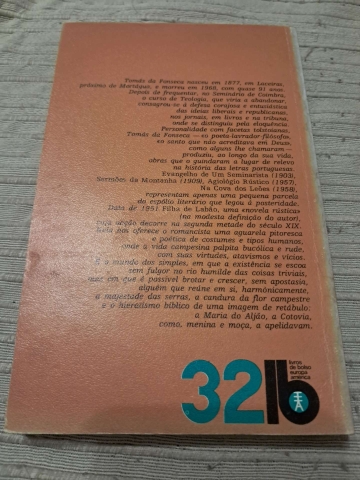 Tomás da Fonseca nasceu em 1877, em Laceiras,
próximo de Mortágua, e morreu em 1968, com quase 91 anos.
Depois de frequentar, no Seminário de Coimbra,
o curso de Teologia, que viria a abandonar,
consagrou-se à defesa corajosa e entusiástica
das ideias liberais e republicanas,
nos jornais, em livros e na tribuna,
onde se distinguiu pela eloquência.
Personalidade com facetas tolstoianas,
Tomás da Fonseca — «o poeta-lavrador-filósofo,
um santo que não acreditava em Deus»,
como alguns lhe chamaram —
produziu, ao longo da sua vida,
obras que o guindaram a lugar de relevo
na história das letras portuguesas.
Evangelho de Um Seminarista (1903),
Sermões da Montanha (1909), Agiológio Rústico (1957),
Na Cova dos Leões (1958)
representam apenas uma pequena parcela
do espólio literário que legou à posteridade.
Data de 1951 Filha de Labão, uma «novela rústica»
(na modesta definição do autor),
cuja acção decorre na segunda metade do século XIX.
Nela nos oferece o romancista uma aguarela pitoresca
e poética de costumes e tipos humanos,
onde a vida campesina palpita bucólica e rude,
com suas virtudes, atavismos e vícios.
É o mundo dos simples, em que a existência se escoa
sem fulgor no rio humilde das coisas triviais,
mas em que é possível brotar e crescer, sem apostasia,
alguém que reúne em si, harmònicamente,
a majestade das serras, a candura da flor campestre
e o hieratismo bíblico de uma imagem de retábulo:
a Maria do Aljão, a Cotovia,
como, menina e moça, a apelidavam.
32
livros
de bolso
europa
américa